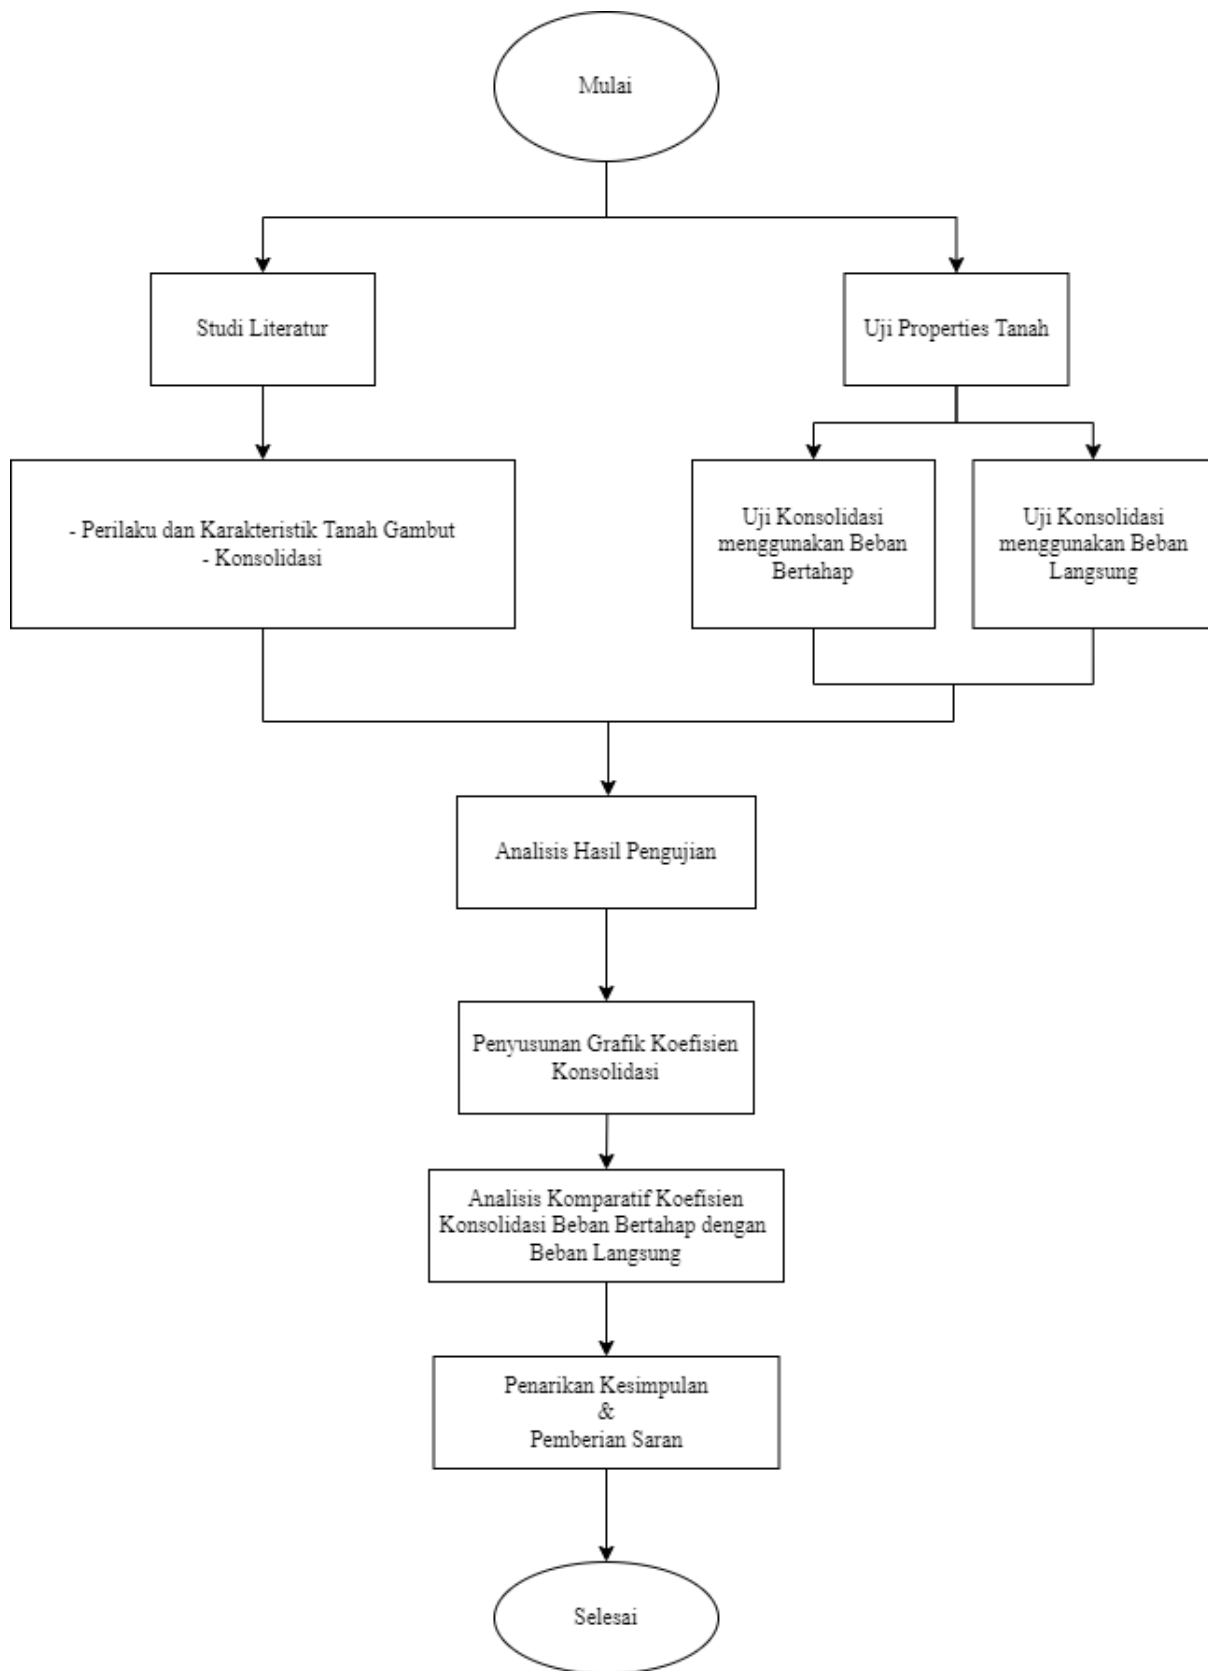 Mulai
Studi Literatur
Uji Properties Tanah
- Perilaku dan Karakteristik Tanah Gambut
- Konsolidasi
Uji Konsolidasi
menggunakan Beban
Bertahap
Uji Konsolidasi
menggunakan Beban
Langsung
Analisis Hasil Pengujian
Penyusunan Grafik Koefisien
Konsolidasi
Analisis Komparatif Koefisien
Konsolidasi Beban Bertahap dengan
Beban Langsung
Penarikan Kesimpulan
&
Pemberian Saran
Selesai